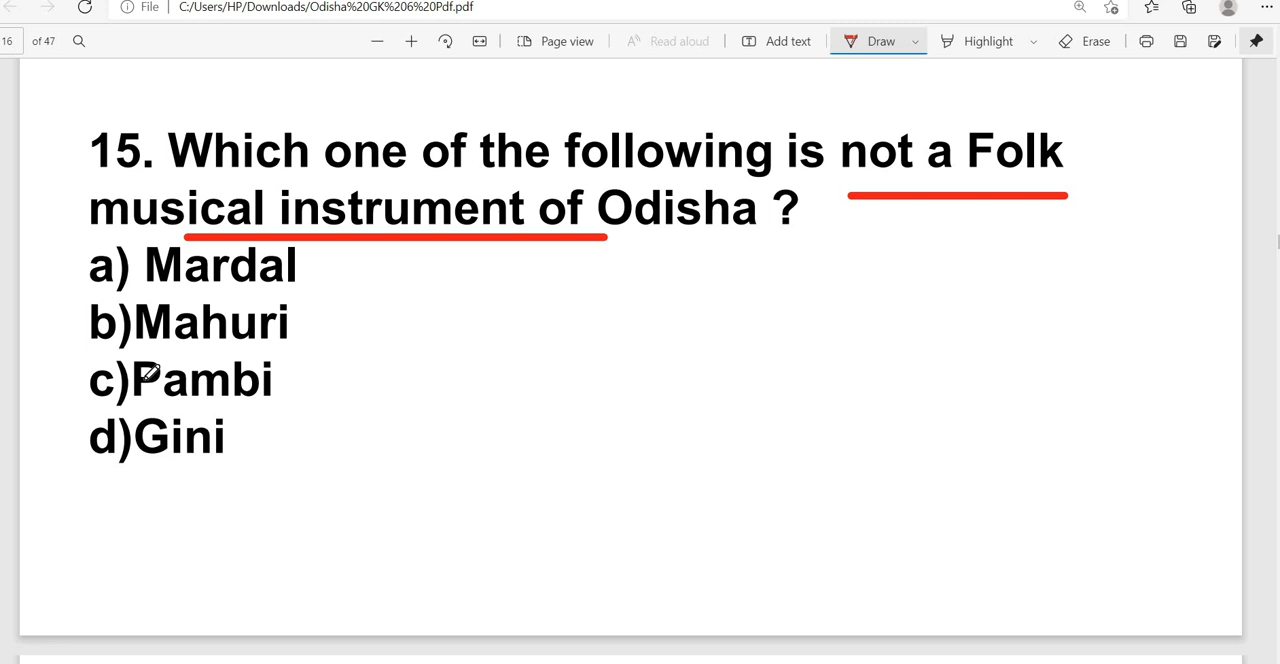 File | C:/Users/HP/Downloads/Odisha%20GK%206%20Pdf.pdf
16 of 47 Page view Read aloud Add text Draw Highlight Erase
15. Which one of the following is not a Folk
musical instrument of Odisha ?
a) Mardal
b)Mahuri
c)Pambi
d)Gini